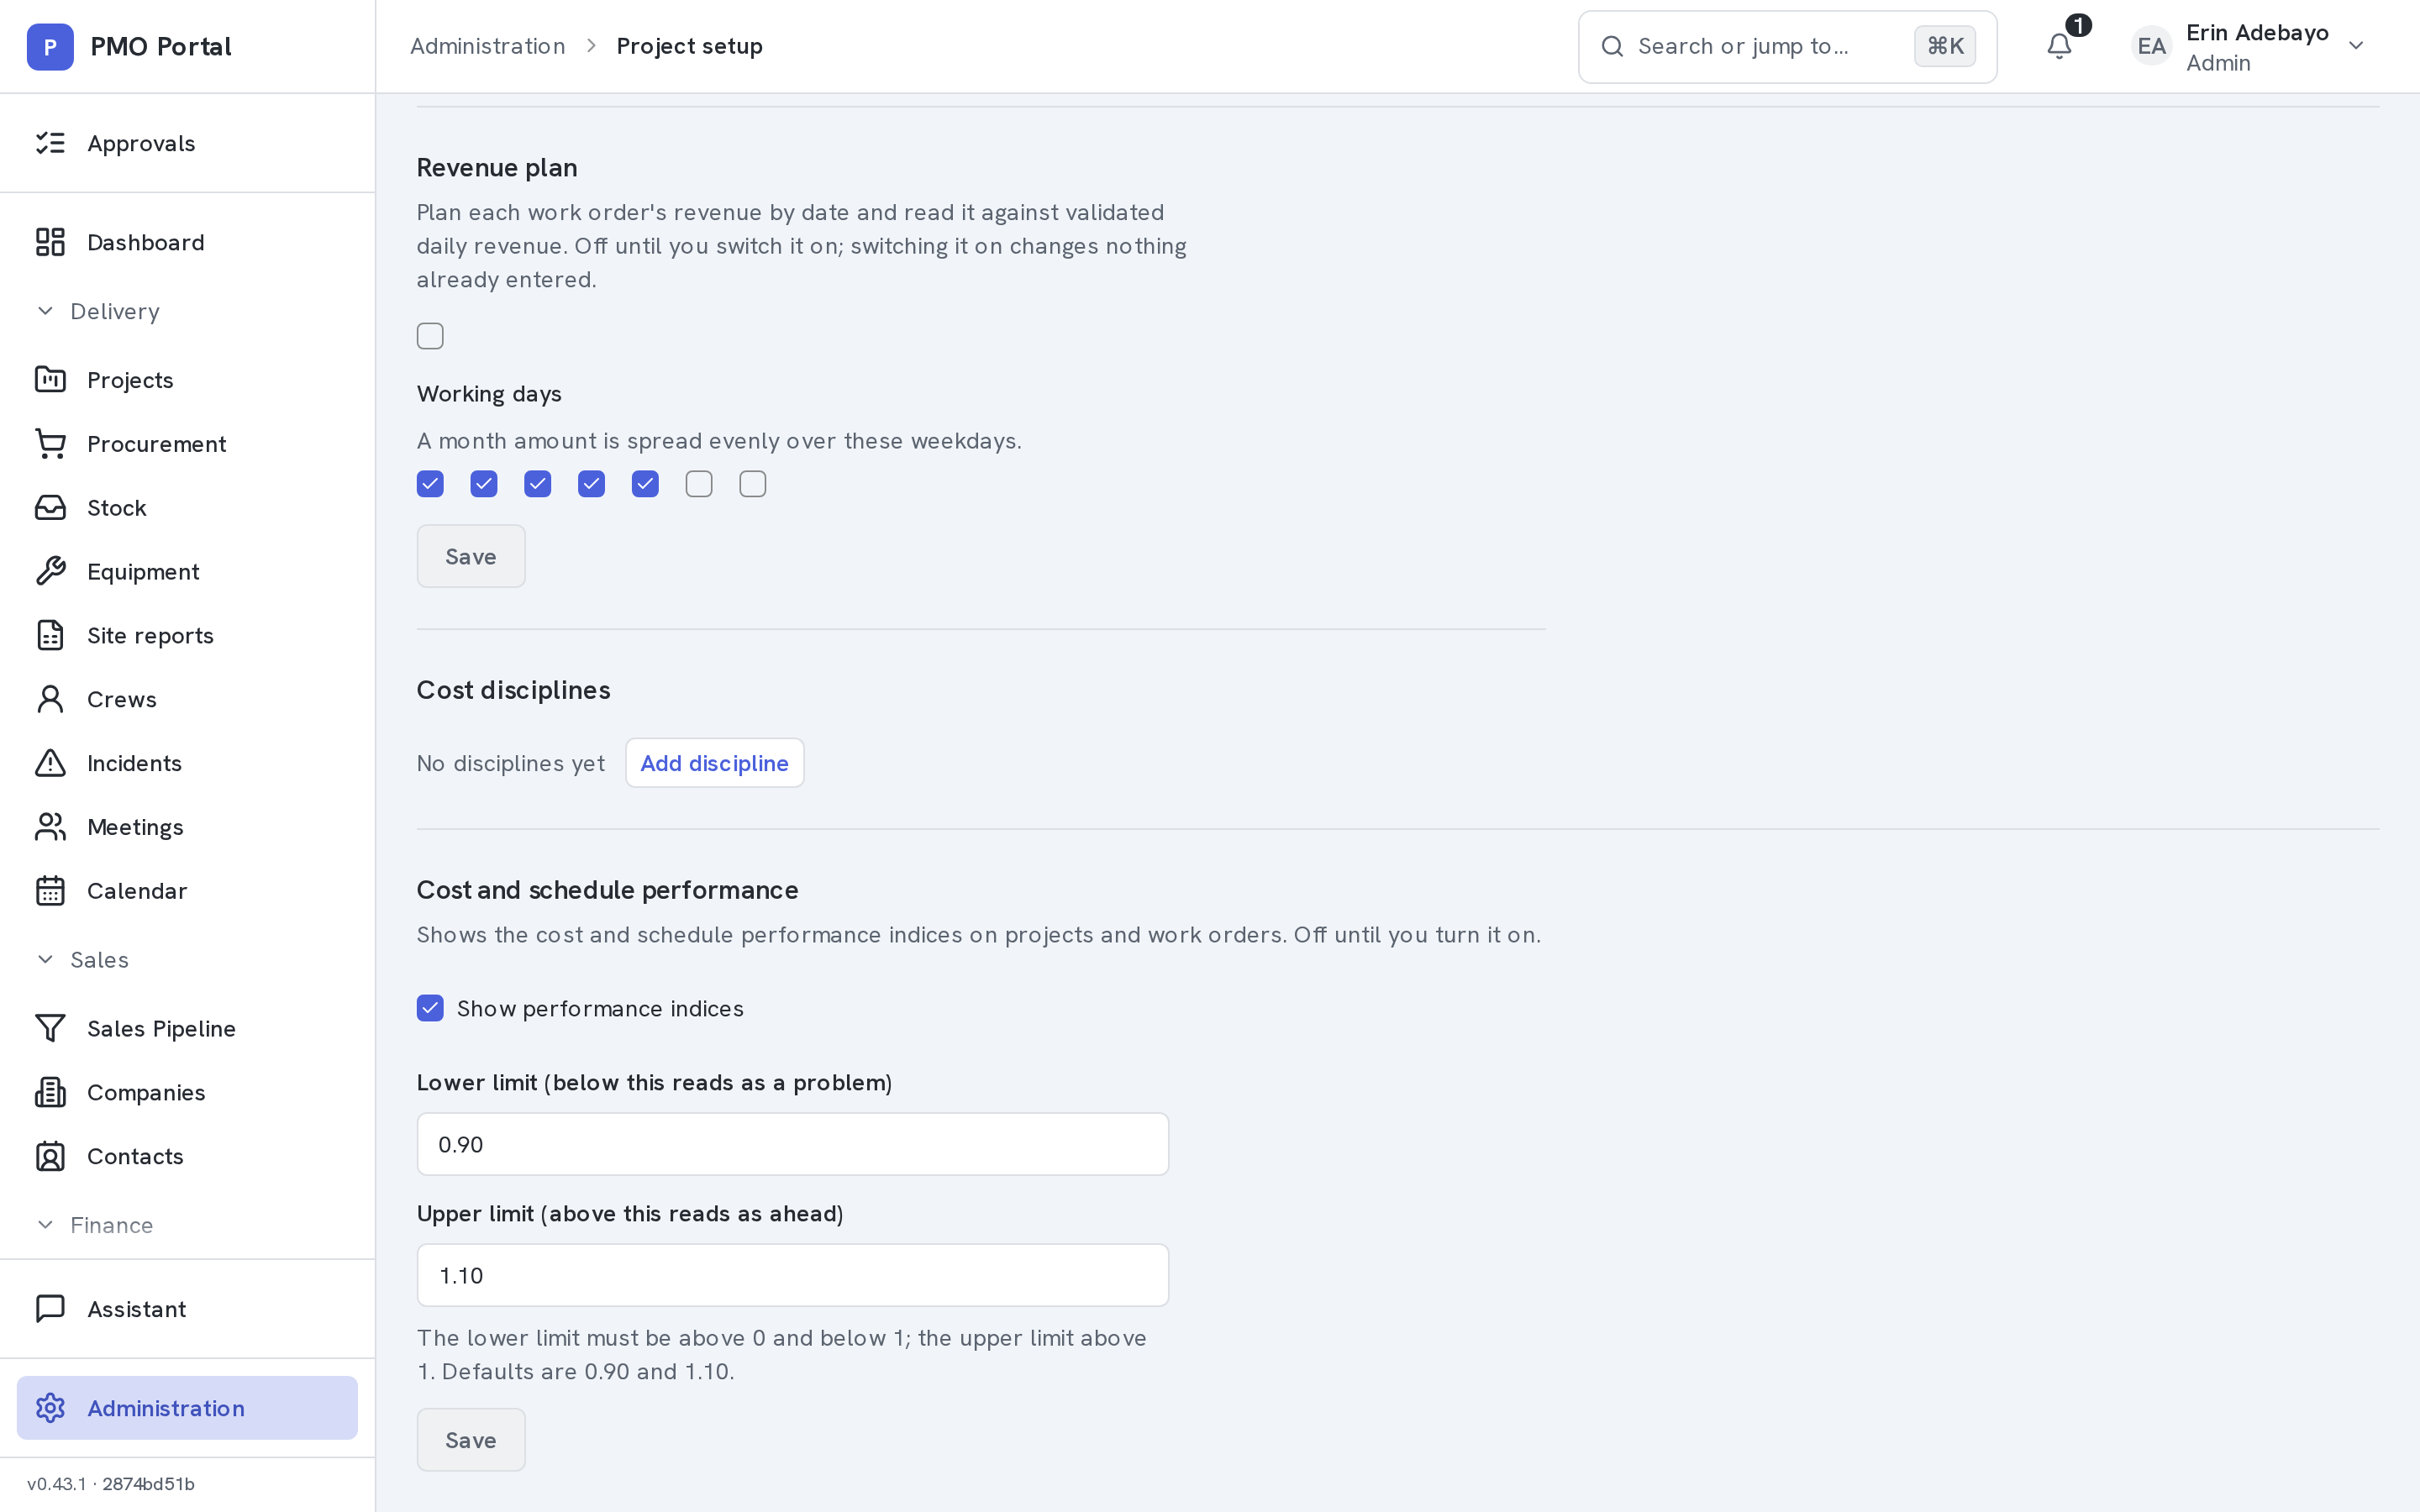 P PMO Portal
Administration > Project setup
Search or jump to... ⌘K
1
EA
Erin Adebayo
Admin
Approvals
Dashboard
Delivery
Projects
Procurement
Stock
Equipment
Site reports
Crews
Incidents
Meetings
Calendar
Sales
Sales Pipeline
Companies
Contacts
Finance
Assistant
Administration
v0.43.1 · 2874bd51b
Revenue plan
Plan each work order's revenue by date and read it against validated
daily revenue. Off until you switch it on; switching it on changes nothing
already entered.
Working days
A month amount is spread evenly over these weekdays.
Save
Cost disciplines
No disciplines yet Add discipline
Cost and schedule performance
Shows the cost and schedule performance indices on projects and work orders. Off until you turn it on.
Show performance indices
Lower limit (below this reads as a problem)
0.90
Upper limit (above this reads as ahead)
1.10
The lower limit must be above 0 and below 1; the upper limit above
1. Defaults are 0.90 and 1.10.
Save